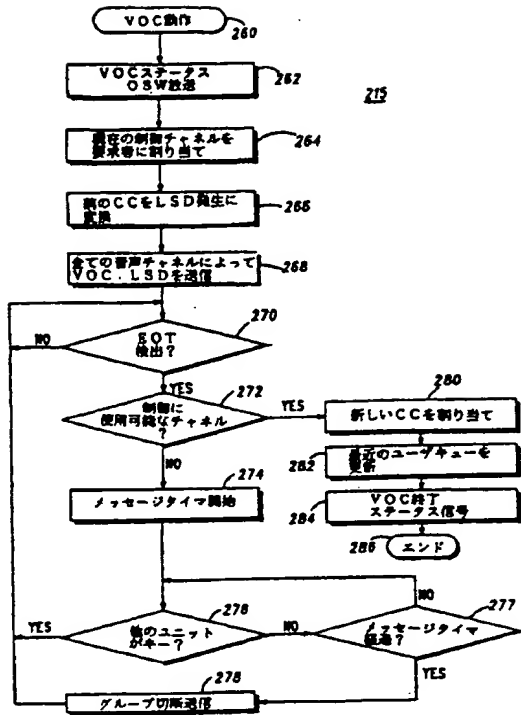 VOC動作
260
VOCステータス
OSW放送
262
215
現在の制御チャネルを
要求者に割り当て
264
前のCCをLSD発生に
変換
266
全ての音声チャネルによって
VOC.LSDを送信
268
EOT
検出?
270
NO
YES
制御に
使用可能なチャネル
?
272
YES
NO
280
新しいCCを割り当て
最近のユーザキューを
更新
282
VOC終了
ステータス信号
284
エンド
286
メッセージタイマ開始
274
他のユニット
がキー?
276
YES
NO
メッセージタイマ
経過?
277
NO
YES
グループ切断送信
278